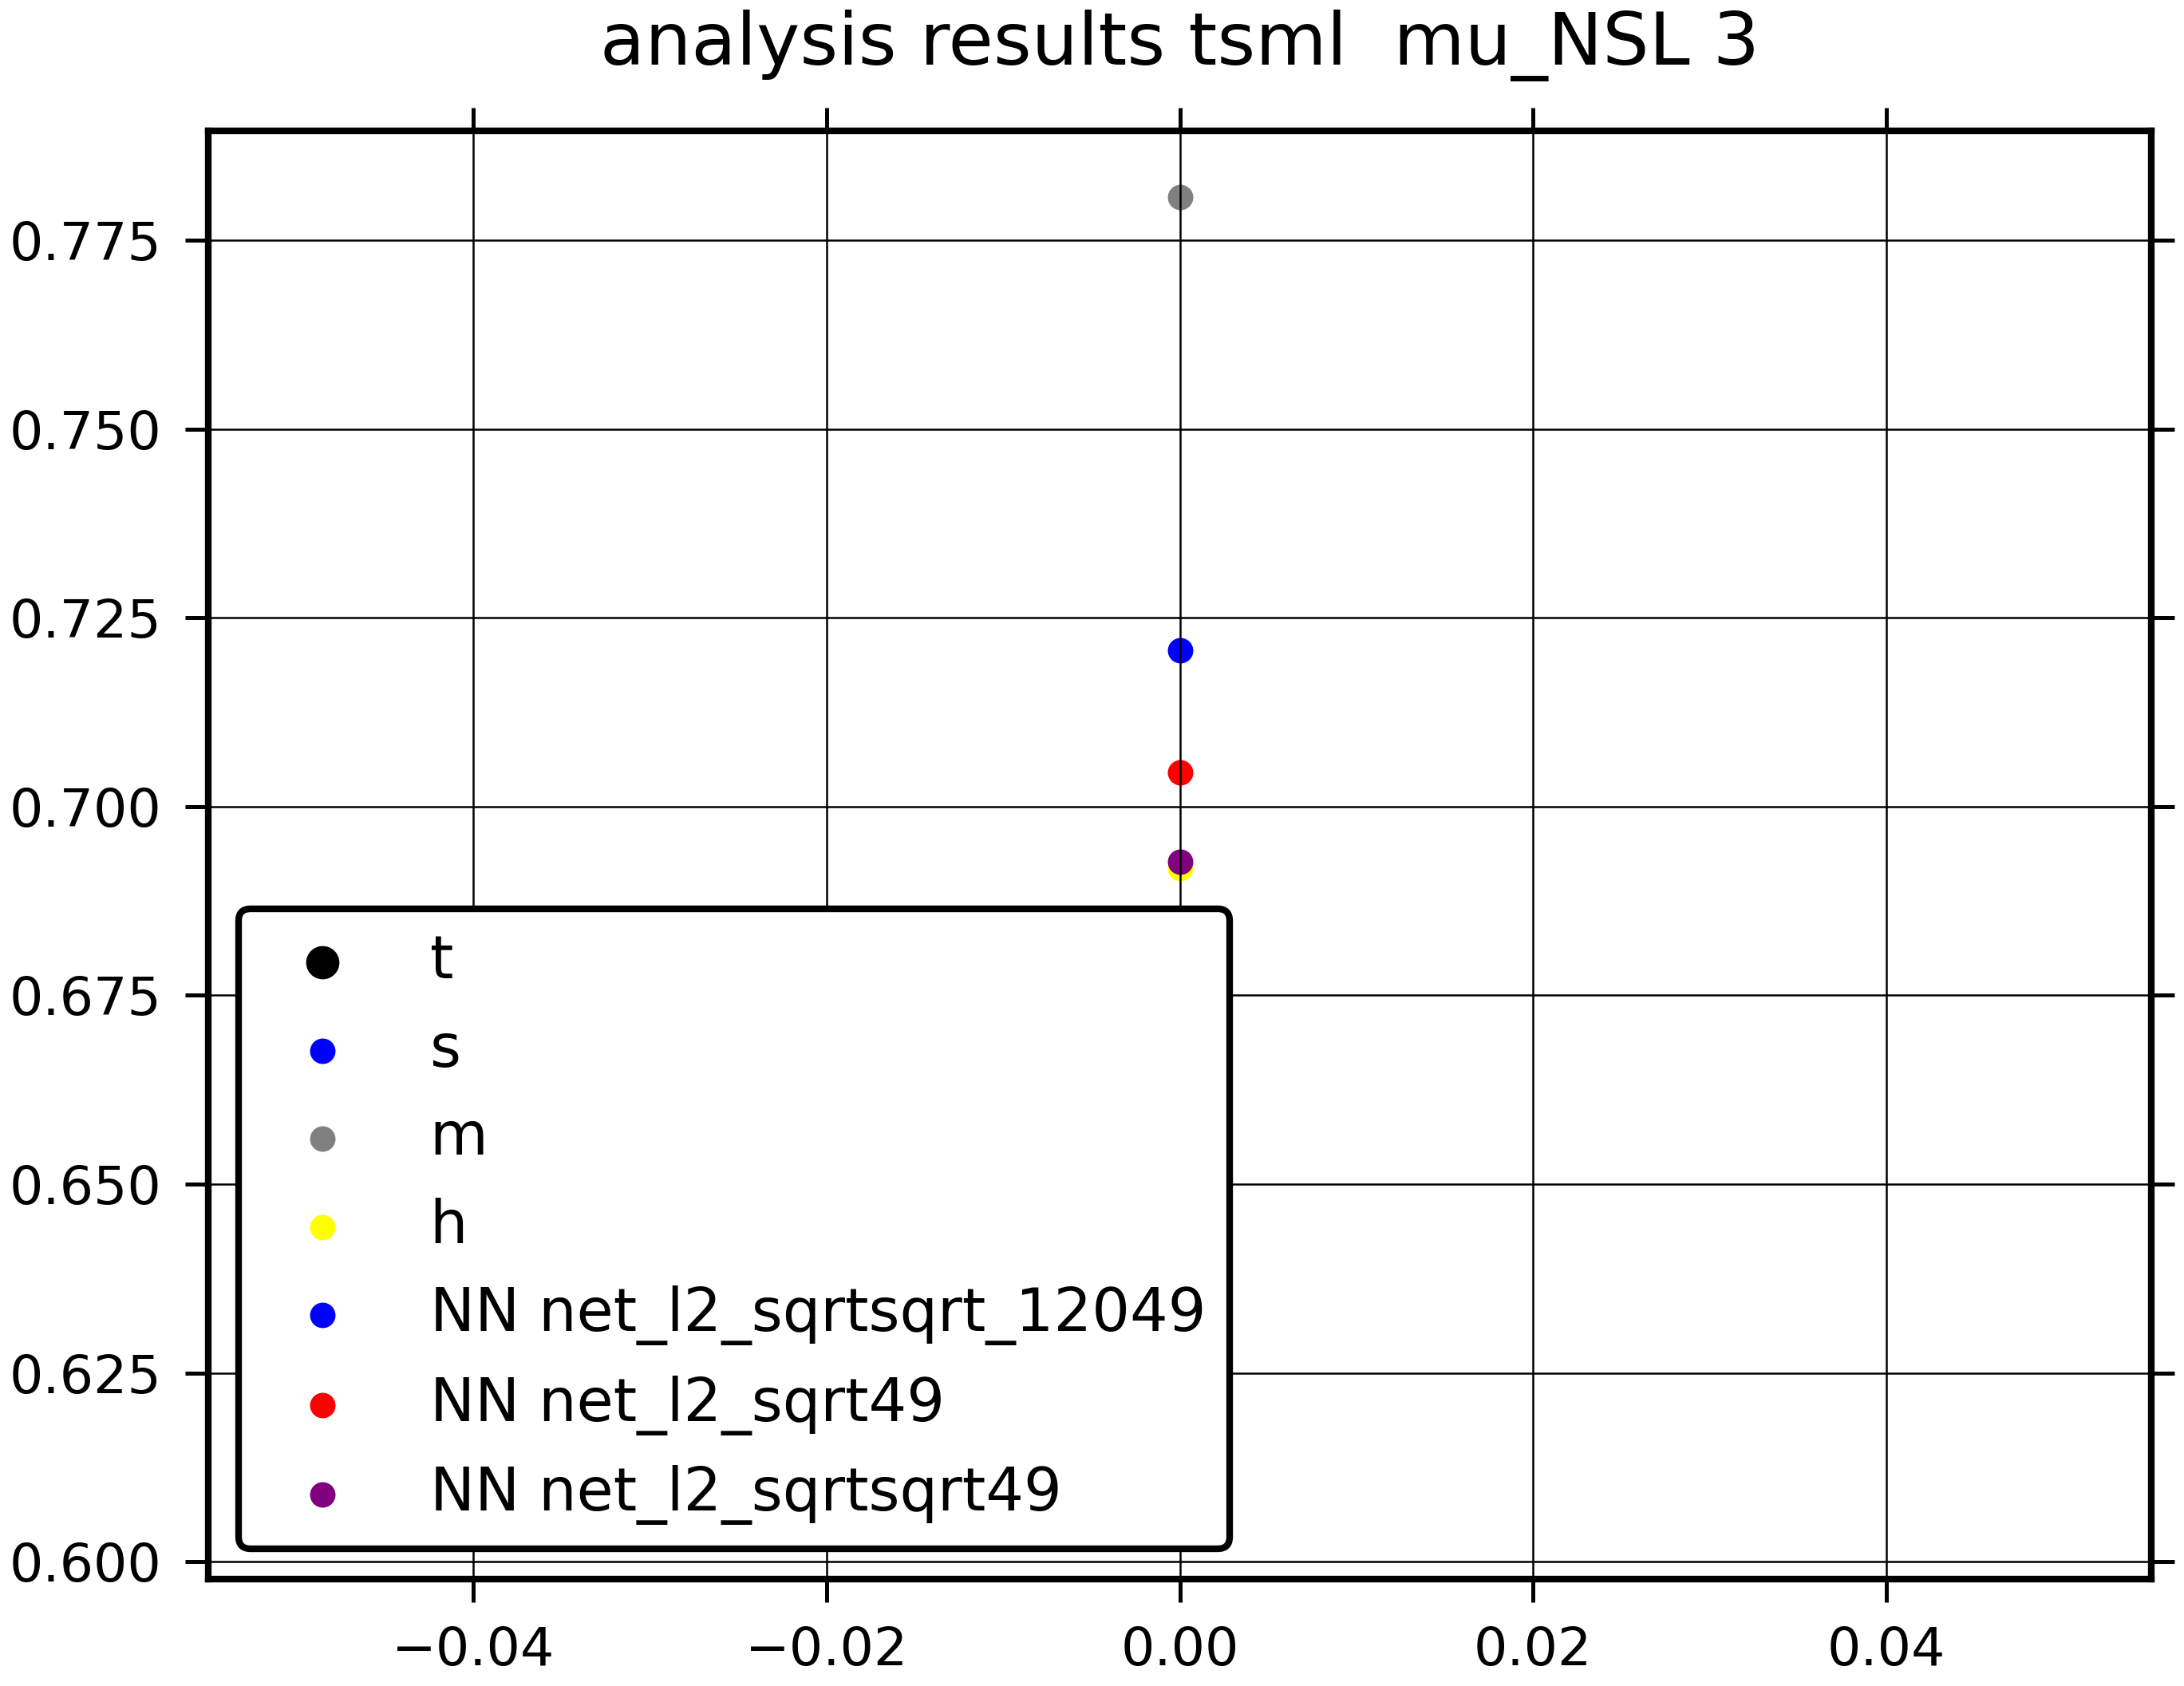 analysis results tsml  mu_NSL 3
0.775
0.750
0.725
0.700
0.675
0.650
0.625
0.600
t
s
m
h
NN net_l2_sqrtsqrt_12049
NN net_l2_sqrt49
NN net_l2_sqrtsqrt49
−0.04 −0.02 0.00 0.02 0.04